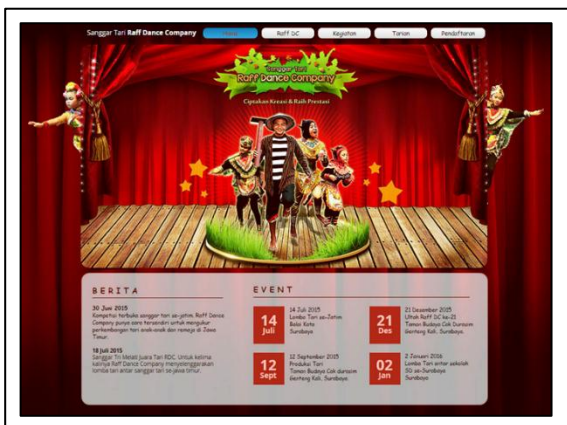 Sanggar Tari Raff Dance Company
Home
Raff DC
Kegiatan
Tarian
Pendaftaran
Sanggar Tari
Raff Dance Company
Ciptakan Kreasi & Raih Prestasi
BERITA
30 Juni 2015
Kompetisi terbuka sanggar tari se-jatim. Raff Dance
Company punya cara tersendiri untuk mengukur
perkembangan tari anak-anak dan remaja di Jawa
Timur.
18 Juli 2015
Sanggar Tri Melati Juara Tari RDC. Untuk kelima
kalinya Raff Dance Company menyelenggarakan
lomba tari antar sanggar tari se-jawa timur.
EVENT
14
Juli
14 Juli 2015
Lomba Tari se-Jatim
Balai Kota
Surabaya
21
Des
21 Desember 2015
Ultah Raff DC ke-21
Taman Budaya Cak Durasim
Genteng Kali, Surabaya
12
Sept
12 September 2015
Produksi Tari
Taman Budaya Cak durasim
Genteng Kali, Surabaya
02
Jan
2 Januari 2016
Lomba Tari antar sekolah
SD se-Surabaya
Surabaya